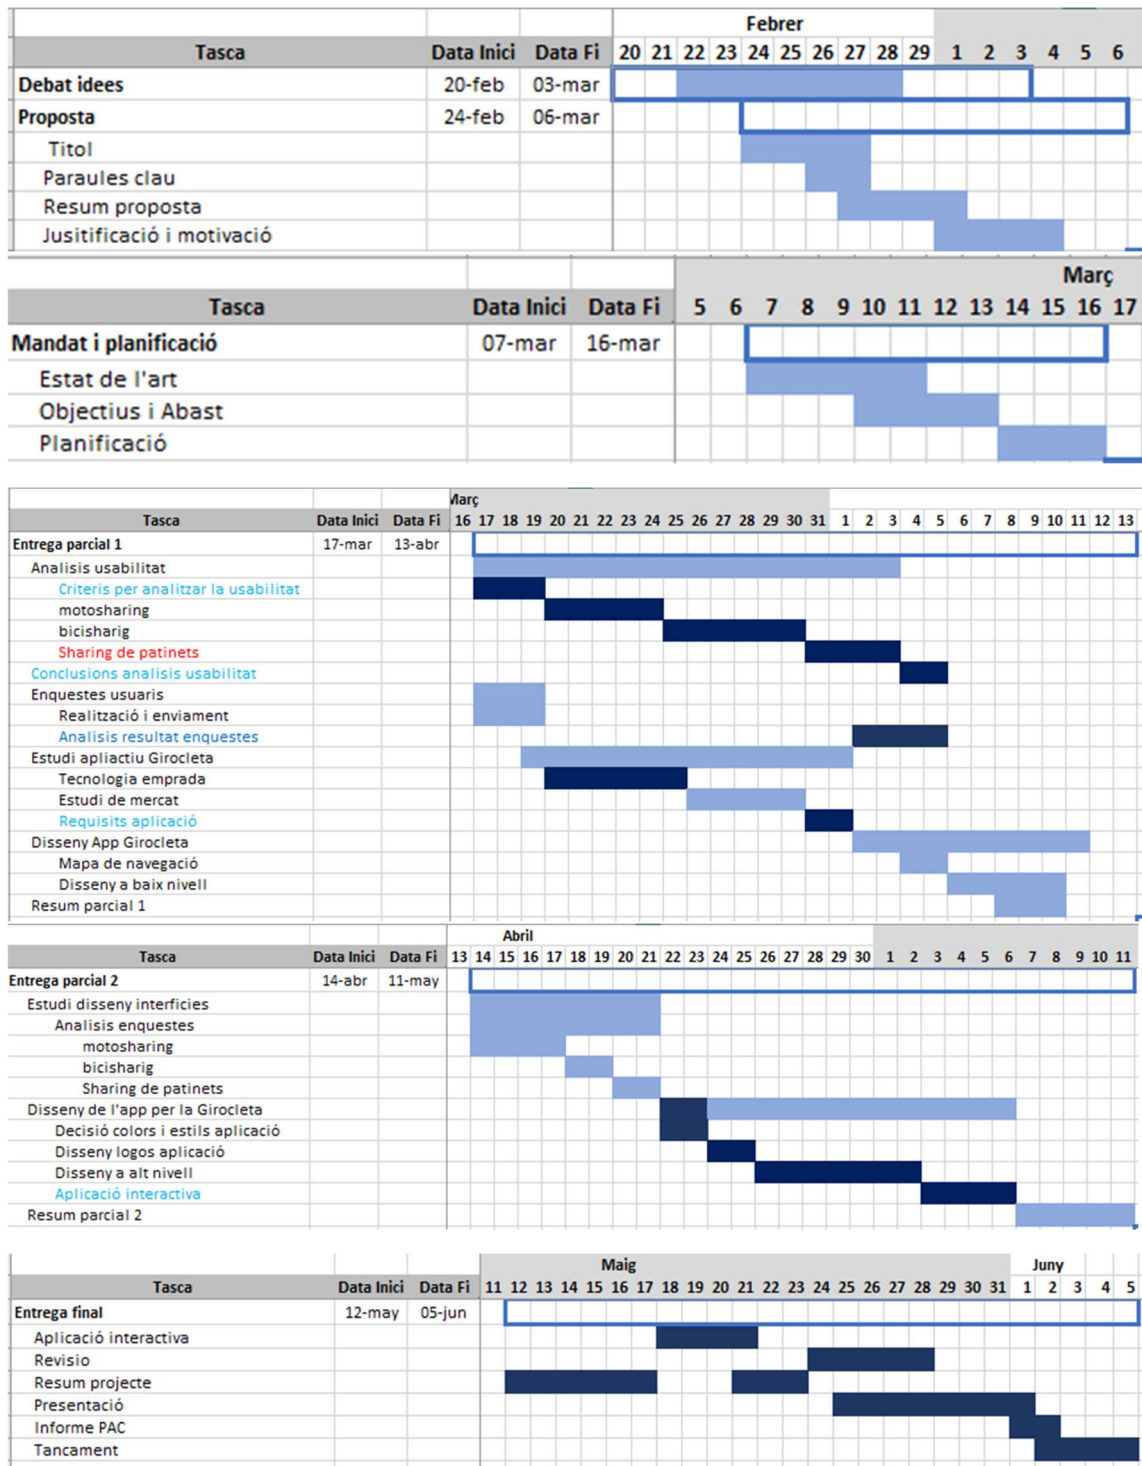 Febrer
Tasca Data Inici Data Fi 20 21 22 23 24 25 26 27 28 29 1 2 3 4 5 6
Debat idees 20-feb 03-mar
Proposta 24-feb 06-mar
Titol
Paraules clau
Resum proposta
Jusitificació i motivació
Març
Tasca Data Inici Data Fi 5 6 7 8 9 10 11 12 13 14 15 16 17
Mandat i planificació 07-mar 16-mar
Estat de l'art
Objectius i Abast
Planificació
Març
Tasca Data Inici Data Fi 16 17 18 19 20 21 22 23 24 25 26 27 28 29 30 31 1 2 3 4 5 6 7 8 9 10 11 12 13
Entrega parcial 1 17-mar 13-abr
Analisis usabilitat
Criteris per analitzar la usabilitat
motosharing
bicisharig
Sharing de patinets
Conclusions analisis usabilitat
Enquestes usuaris
Realització i enviament
Analisis resultat enquestes
Estudi apliactiu Girocleta
Tecnologia emprada
Estudi de mercat
Requisits aplicació
Disseny App Girocleta
Mapa de navegació
Disseny a baix nivell
Resum parcial 1
Abril
Tasca Data Inici Data Fi 13 14 15 16 17 18 19 20 21 22 23 24 25 26 27 28 29 30 1 2 3 4 5 6 7 8 9 10 11
Entrega parcial 2 14-abr 11-may
Estudi disseny interficies
Analisis enquestes
motosharing
bicisharig
Sharing de patinets
Disseny de l'app per la Girocleta
Decisió colors i estils aplicació
Disseny logos aplicació
Disseny a alt nivell
Aplicació interactiva
Resum parcial 2
Maig Juny
Tasca Data Inici Data Fi 11 12 13 14 15 16 17 18 19 20 21 22 23 24 25 26 27 28 29 30 31 1 2 3 4 5
Entrega final 12-may 05-jun
Aplicació interactiva
Revisio
Resum projecte
Presentació
Informe PAC
Tancament